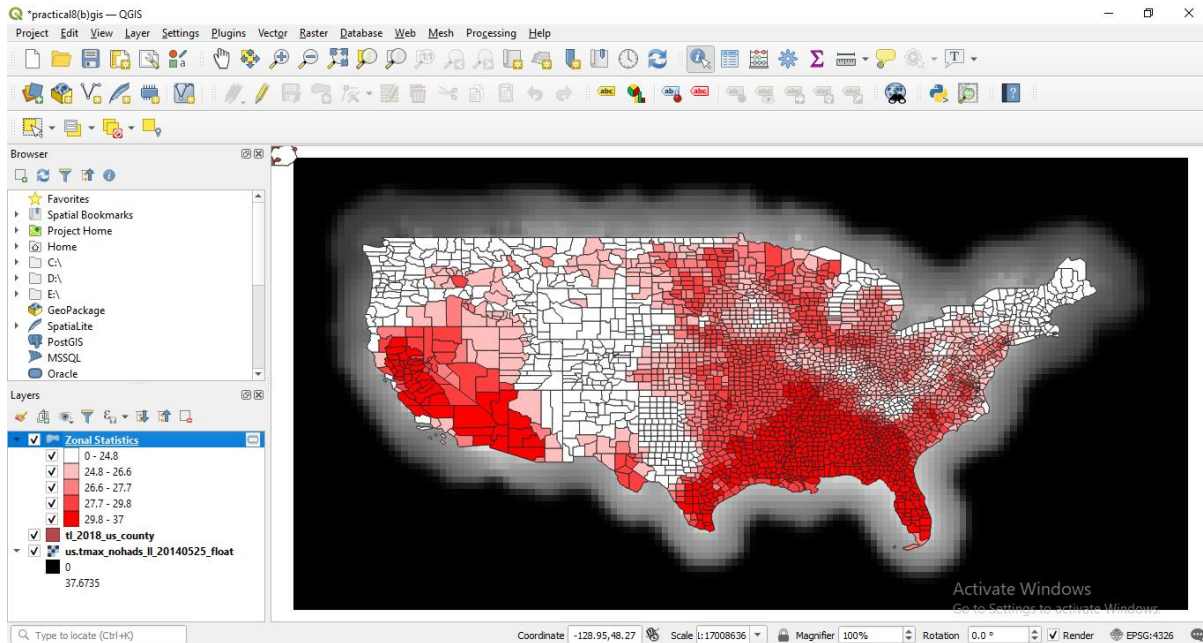 *practical8(b)gis — QGIS
Project Edit View Layer Settings Plugins Vector Raster Database Web Mesh Processing Help
Browser
Favorites
Spatial Bookmarks
Project Home
Home
C:\
D:\
E:\
GeoPackage
SpatiaLite
PostGIS
MSSQL
Oracle
Layers
Zonal Statistics
0 - 24.8
24.8 - 26.6
26.6 - 27.7
27.7 - 29.8
29.8 - 37
tl_2018_us_county
us.tmax_nohads_ll_20140525_float
0
37.6735
Activate Windows
Go to Settings to activate Windows.
Type to locate (Ctrl+K)
Coordinate -128.95,48.27 Scale 1:17008636 Magnifier 100% Rotation 0.0 ° Render EPSG:4326